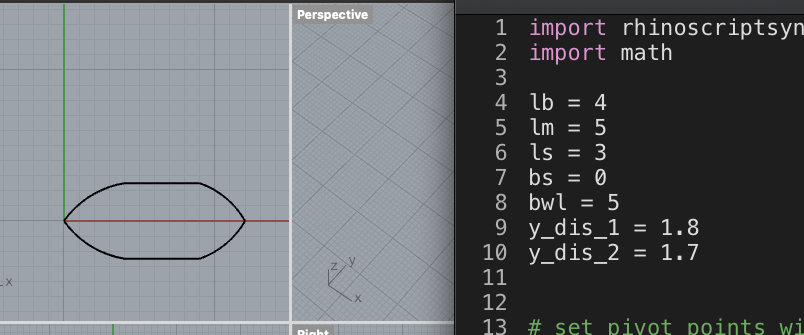 Perspective
x
z
y
x
Right
1 import rhinoscriptsyn
2 import math
3
4 lb = 4
5 lm = 5
6 ls = 3
7 bs = 0
8 bwl = 5
9 y_dis_1 = 1.8
10 y_dis_2 = 1.7
11
12
13 # set pivot points wi